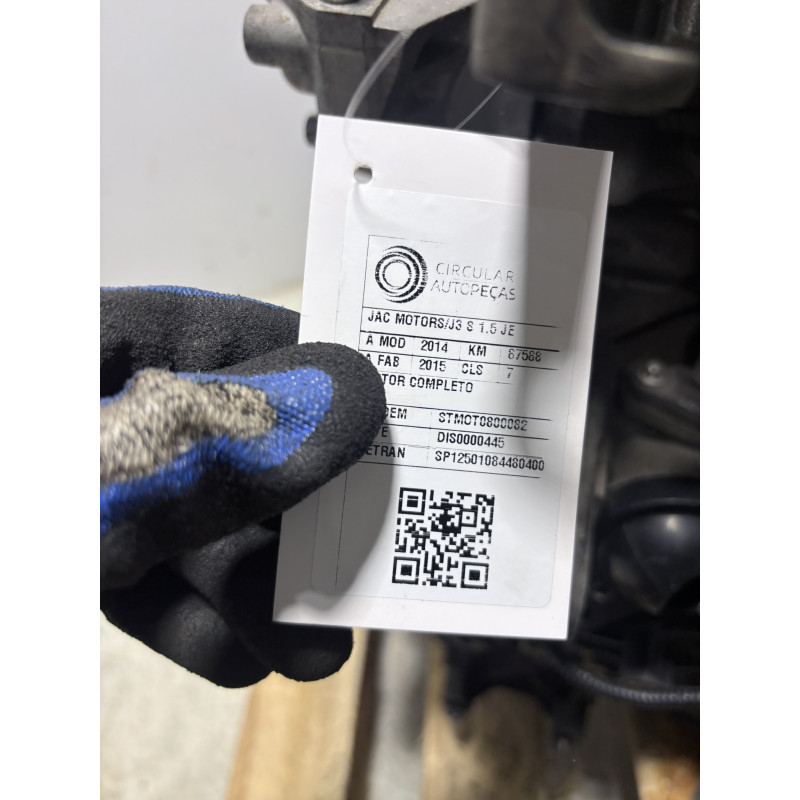 CIRCULAR
AUTOPEÇAS
JAC MOTORS/J3 S 1.5 JE
A MOD 2014 KM 87588
A FAB 2015 CLS 7
TOR COMPLETO
DEM STMOT0800082
E DIS0000445
ETRAN SP12501084480400